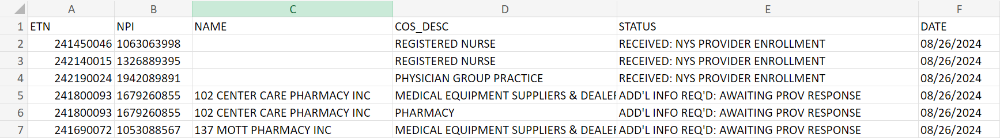 A B C D E F
1 ETN NPI NAME COS_DESC STATUS DATE
2 241450046 1063063998 REGISTERED NURSE RECEIVED: NYS PROVIDER ENROLLMENT 08/26/2024
3 242140015 1326889395 REGISTERED NURSE RECEIVED: NYS PROVIDER ENROLLMENT 08/26/2024
4 242190024 1942089891 PHYSICIAN GROUP PRACTICE RECEIVED: NYS PROVIDER ENROLLMENT 08/26/2024
5 241800093 1679260855 102 CENTER CARE PHARMACY INC MEDICAL EQUIPMENT SUPPLIERS & DEALER ADD'L INFO REQ'D: AWAITING PROV RESPONSE 08/26/2024
6 241800093 1679260855 102 CENTER CARE PHARMACY INC PHARMACY ADD'L INFO REQ'D: AWAITING PROV RESPONSE 08/26/2024
7 241690072 1053088567 137 MOTT PHARMACY INC MEDICAL EQUIPMENT SUPPLIERS & DEALER ADD'L INFO REQ'D: AWAITING PROV RESPONSE 08/26/2024